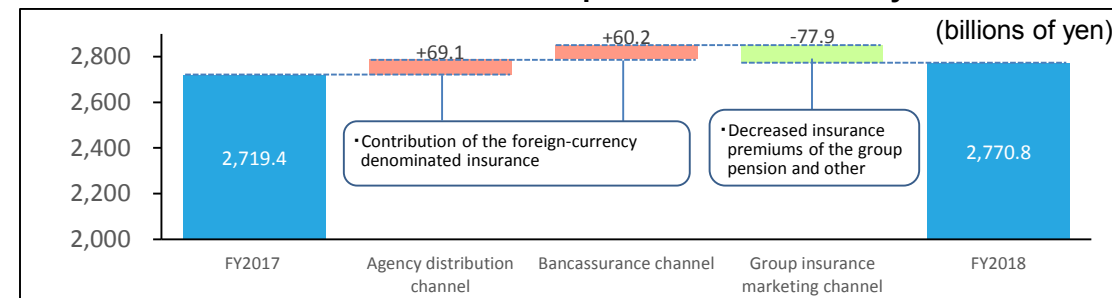 (billions of yen)
2,800
2,600
2,400
2,200
2,000
+69.1
+60.2
-77.9
2,719.4
2,770.8
・Contribution of the foreign-currency
denominated insurance
・Decreased insurance
premiums of the group
pension and other
FY2017
Agency distribution
channel
Bancassurance channel
Group insurance
marketing channel
FY2018